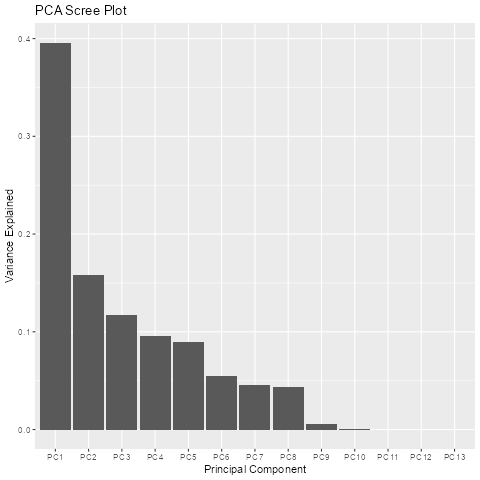 PCA Scree Plot
0.4
0.3
0.2
0.1
0.0
Variance Explained
PC1 PC2 PC3 PC4 PC5 PC6 PC7 PC8 PC9 PC10 PC11 PC12 PC13
Principal Component